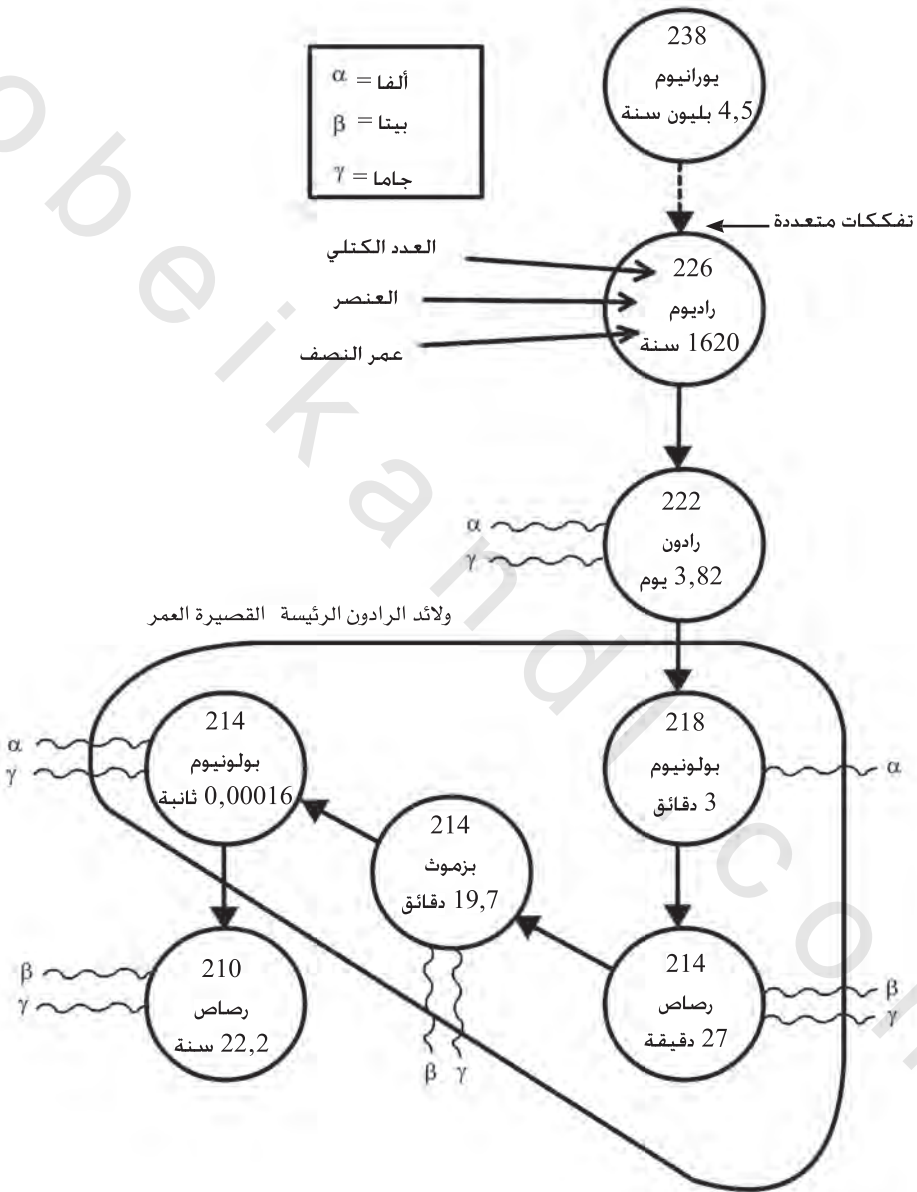 238
يورانيوم
4,5 بليون سنة
α = ألفا
β = بيتا
γ = جاما
تفككات متعددة
العدد الكتلي
العنصر
عمر النصف
226
راديوم
1620 سنة
222
رادون
3,82 يوم
α
γ
ولائد الرادون الرئيسة القصيرة العمر
218
بولونيوم
3 دقائق
α
214
رصاص
27 دقيقة
β
γ
214
بزموث
19,7 دقائق
β γ
214
بولونيوم
0,00016 ثانية
α
γ
210
رصاص
22,2 سنة
β
γ
obeikandl.com